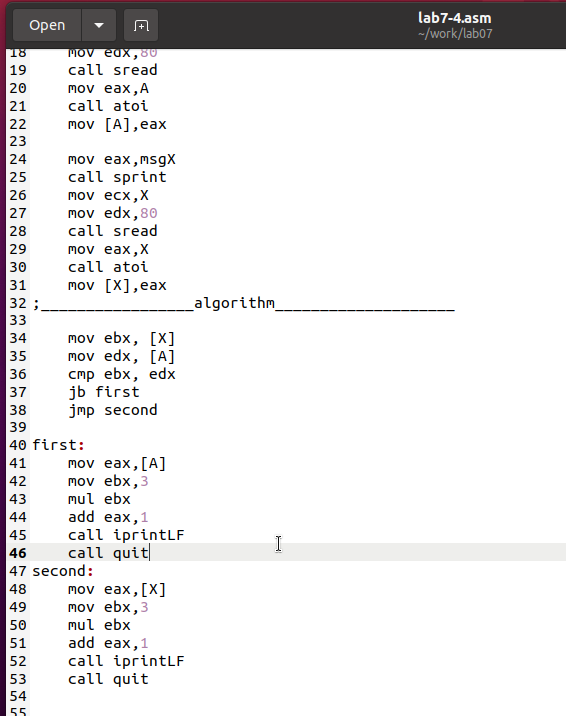 Open
lab7-4.asm
~/work/lab07
18    mov edx,80
19    call sread
20    mov eax,A
21    call atoi
22    mov [A],eax
23
24    mov eax,msgX
25    call sprint
26    mov ecx,X
27    mov edx,80
28    call sread
29    mov eax,X
30    call atoi
31    mov [X],eax
32 ;_________________algorithm____________________
33
34    mov ebx, [X]
35    mov edx, [A]
36    cmp ebx, edx
37    jb first
38    jmp second
39
40 first:
41    mov eax,[A]
42    mov ebx,3
43    mul ebx
44    add eax,1
45    call iprintLF
46    call quit
47 second:
48    mov eax,[X]
49    mov ebx,3
50    mul ebx
51    add eax,1
52    call iprintLF
53    call quit
54
55